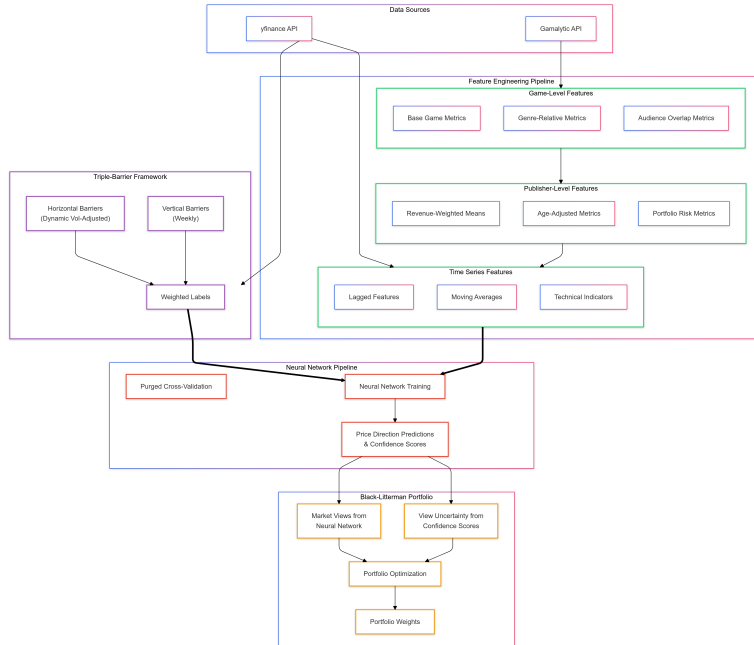 Data Sources
yfinance API
Gamalytic API
Feature Engineering Pipeline
Game-Level Features
Base Game Metrics
Genre-Relative Metrics
Audience Overlap Metrics
Triple-Barrier Framework
Horizontal Barriers
(Dynamic Vol-Adjusted)
Vertical Barriers
(Weekly)
Weighted Labels
Publisher-Level Features
Revenue-Weighted Means
Age-Adjusted Metrics
Portfolio Risk Metrics
Time Series Features
Lagged Features
Moving Averages
Technical Indicators
Neural Network Pipeline
Purged Cross-Validation
Neural Network Training
Price Direction Predictions
& Confidence Scores
Black-Litterman Portfolio
Market Views from
Neural Network
View Uncertainty from
Confidence Scores
Portfolio Optimization
Portfolio Weights